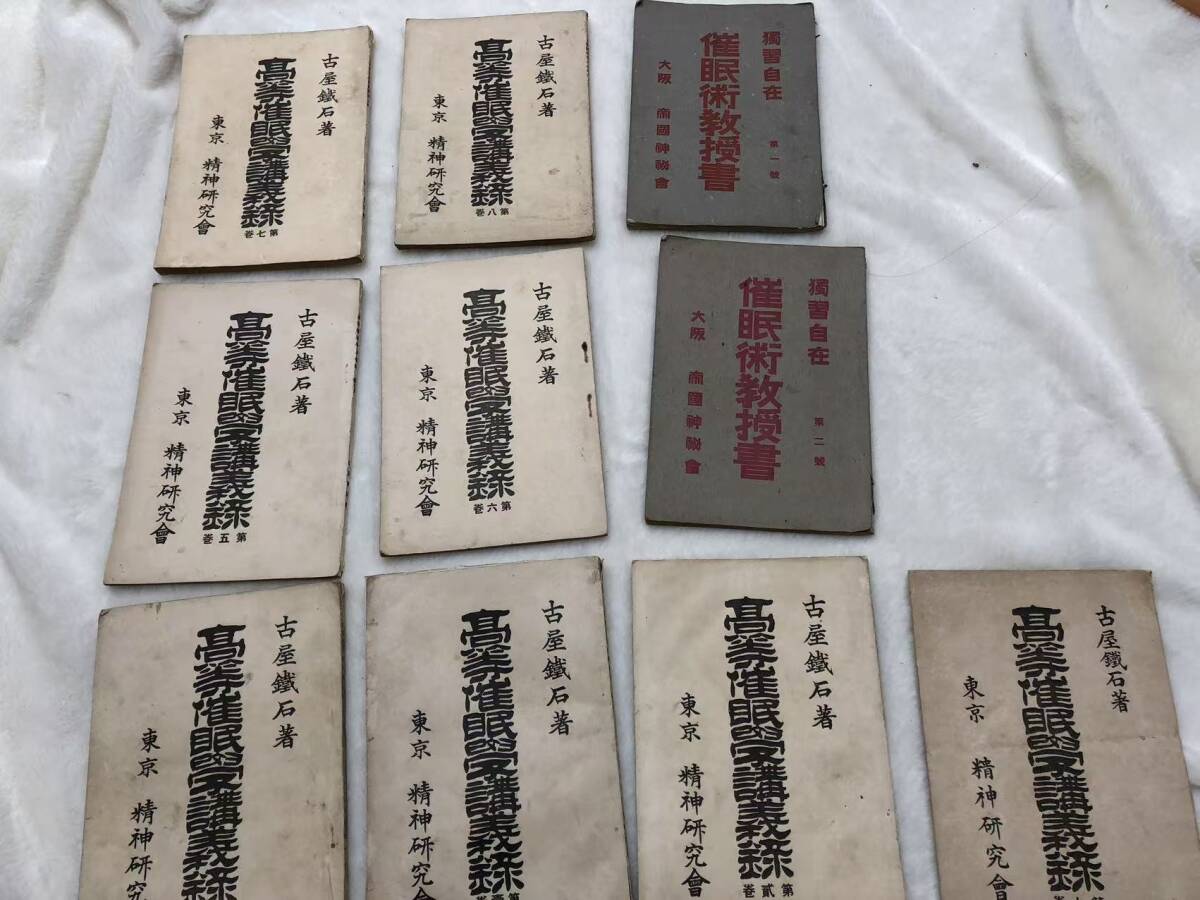 古屋鐵石著
高等催眠學講義録
第七巻
東京 精神研究會
古屋鐵石著
高等催眠學講義録
第八巻
東京 精神研究會
獨習自在
催眠術教授書
第一號
大阪 帝國神祕會
古屋鐵石著
高等催眠學講義録
第五巻
東京 精神研究會
古屋鐵石著
高等催眠學講義録
第六巻
東京 精神研究會
獨習自在
催眠術教授書
第二號
大阪 帝國神祕會
古屋鐵石著
高等催眠學講義録
東京 精神研究
古屋鐵石著
高等催眠學講義録
東京 精神研究會
古屋鐵石著
高等催眠學講義録
第貳巻
東京 精神研究會
古屋鐵石著
高等催眠學講義録
東京 精神研究會